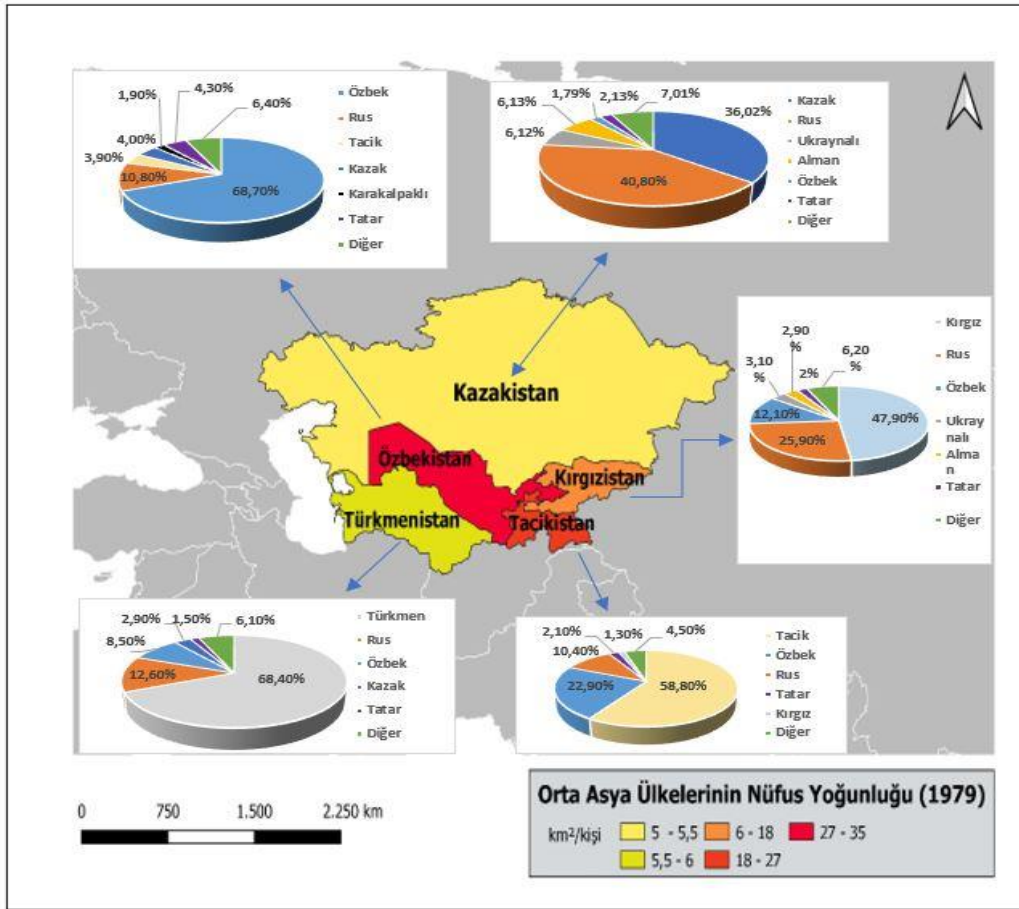 1,90%
4,30%
6,40%
4,00%
3,90%
10,80%
68,70%
Özbek
Rus
Tacik
Kazak
Karakalpaklı
Tatar
Diğer
6,13%
1,79%
2,13%
7,01%
36,02%
6,12%
40,80%
Kazak
Rus
Ukraynalı
Alman
Özbek
Tatar
Diğer
2,90
%
3,10
%
2%
6,20
%
12,10%
47,90%
25,90%
Kırgız
Rus
Özbek
Ukray
nalı
Alma
n
Tatar
Diğer
Kazakistan
Özbekistan
Kırgızistan
Türkmenistan
Tacikistan
2,90%
1,50%
6,10%
8,50%
12,60%
68,40%
Türkmen
Rus
Özbek
Kazak
Tatar
Diğer
2,10%
1,30%
4,50%
10,40%
22,90%
58,80%
Tacik
Özbek
Rus
Tatar
Kırgız
Diğer
0 750 1.500 2.250 km
Orta Asya Ülkelerinin Nüfus Yoğunluğu (1979)
km²/kişi
5 - 5,5
6 - 18
27 - 35
5,5 - 6
18 - 27